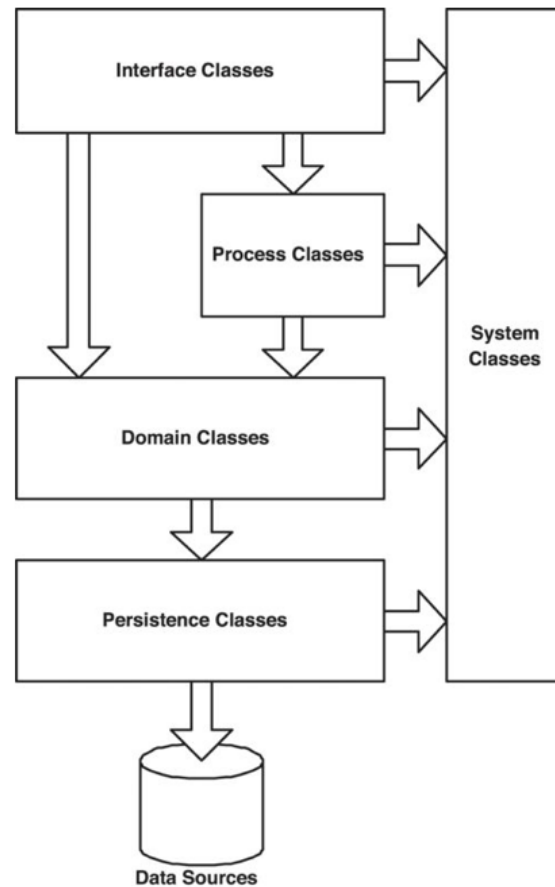 Interface Classes
Process Classes
System
Classes
Domain Classes
Persistence Classes
Data Sources